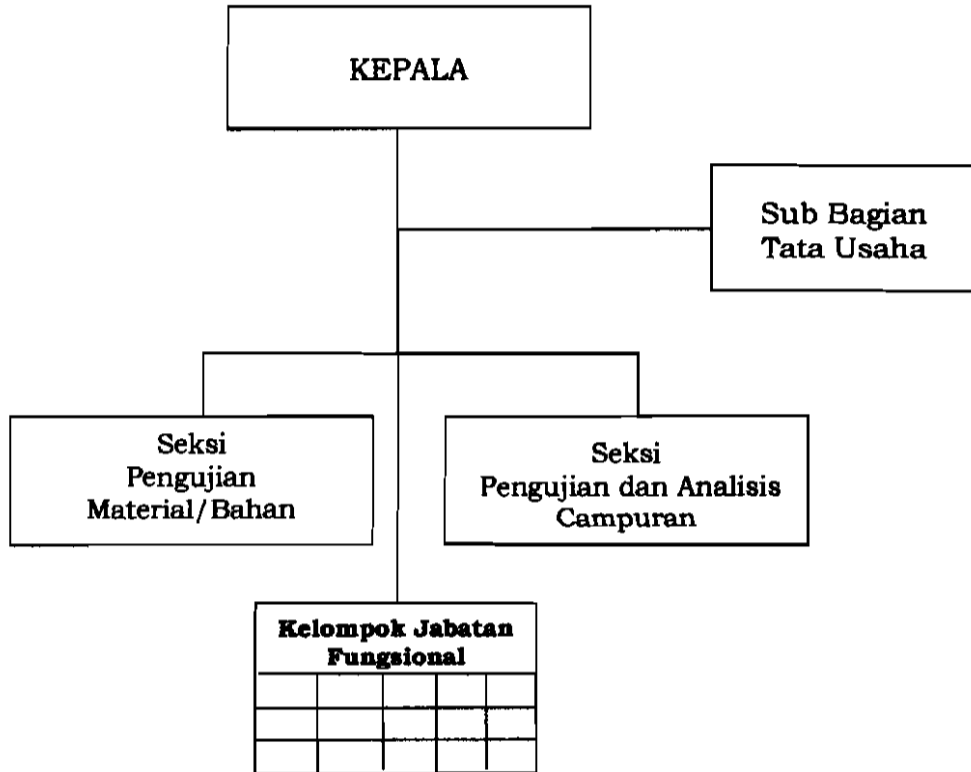 KEPALA
Sub Bagian
Tata Usaha
Seksi
Pengujian
Material/Bahan
Seksi
Pengujian dan Analisis
Campuran
Kelompok Jabatan
Fungsional